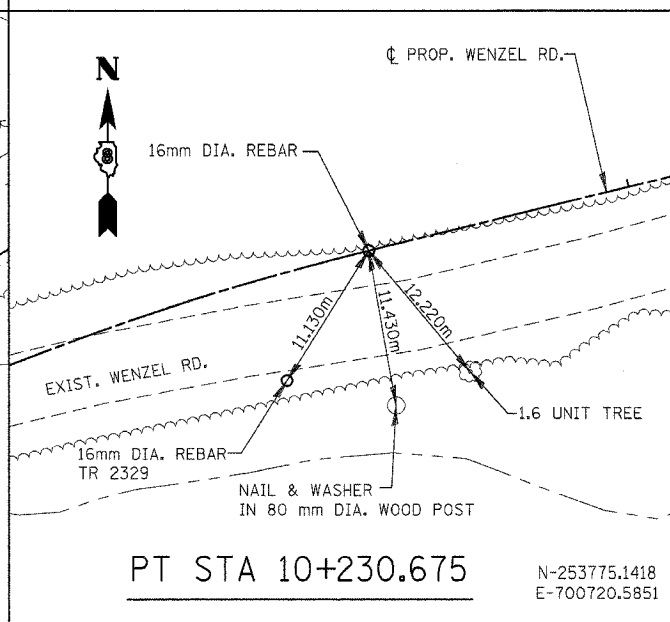 ℄ PROP. WENZEL RD.
N
8
16mm DIA. REBAR
11.130m
11.430m
12.220m
EXIST. WENZEL RD.
1.6 UNIT TREE
16mm DIA. REBAR
TR 2329
NAIL & WASHER
IN 80 mm DIA. WOOD POST
PT STA 10+230.675
N-253775.1418
E-700720.5851